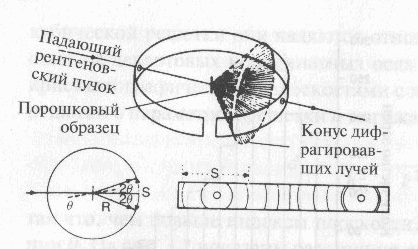 Падающий
рентгенов-
ский пучок
Порошковый
образец
Конус диф-
рагировав-
ших лучей
θ
θ
S
2θ
2θ
S
θ
R